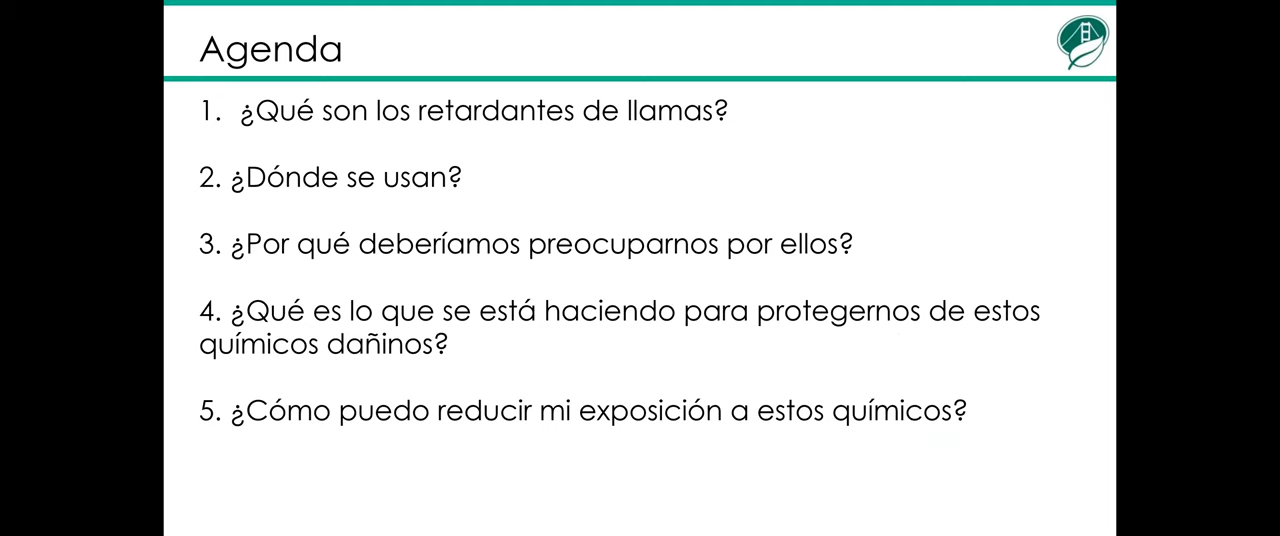 Agenda
1. ¿Qué son los retardantes de llamas?
2. ¿Dónde se usan?
3. ¿Por qué deberíamos preocuparnos por ellos?
4. ¿Qué es lo que se está haciendo para protegernos de estos
químicos dañinos?
5. ¿Cómo puedo reducir mi exposición a estos químicos?